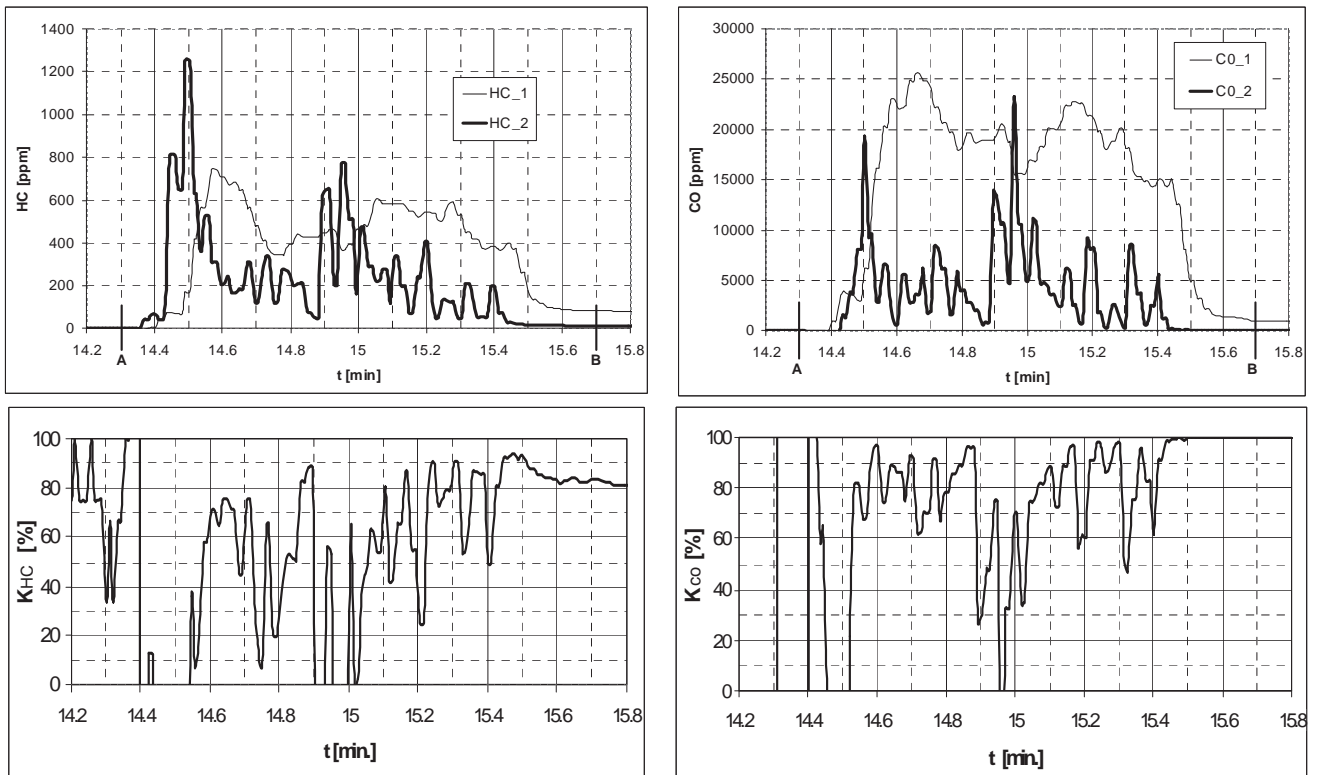 1400
1200
1000
800
600
400
200
0
HC [ppm]
HC_1
HC_2
14.2 14.4 14.6 14.8 15 15.2 15.4 15.6 15.8
A B
t [min]
30000
25000
20000
15000
10000
5000
0
CO [ppm]
C0_1
C0_2
14.2 14.4 14.6 14.8 15 15.2 15.4 15.6 15.8
A B
t [min]
100
80
60
40
20
0
KHC [%]
14.2 14.4 14.6 14.8 15 15.2 15.4 15.6 15.8
t [min.]
100
80
60
40
20
0
KCO [%]
14.2 14.4 14.6 14.8 15 15.2 15.4 15.6 15.8
t [min.]